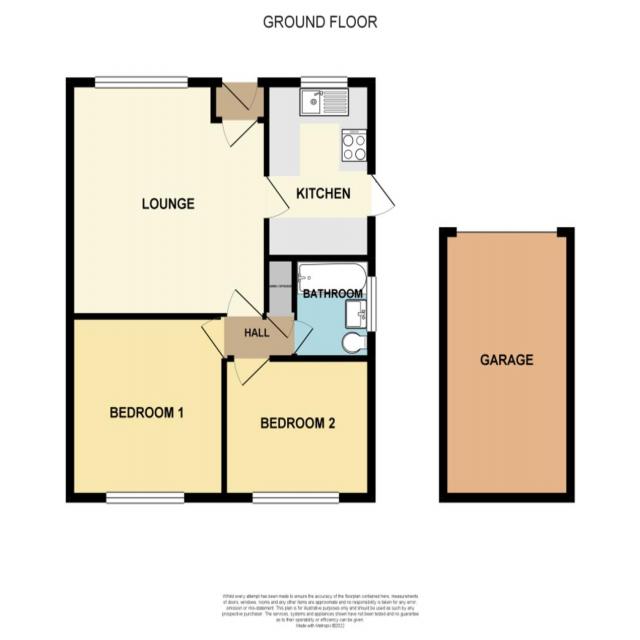 GROUND FLOOR
KITCHEN
LOUNGE
BATHROOM
HALL
GARAGE
BEDROOM 1
BEDROOM 2
Whilst every attempt has been made to ensure the accuracy of the floorplan contained here, measurements
of doors, windows, rooms and any other items are approximate and no responsibility is taken for any error,
omission or mis-statement. This plan is for illustrative purposes only and should be used as such by any
prospective purchaser. The services, systems and appliances shown have not been tested and no guarantee
as to their operability or efficiency can be given.
Made with Metropix ©2022